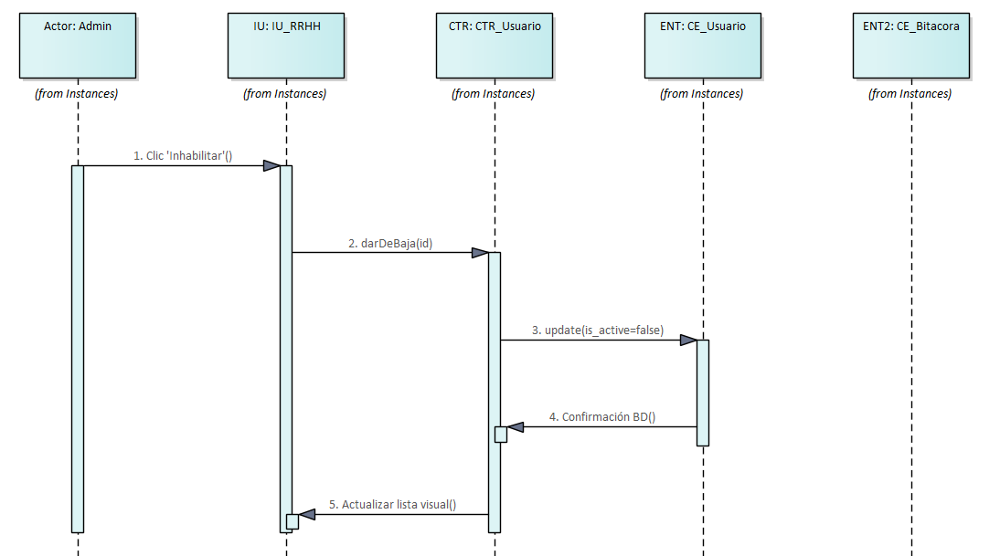 Actor: Admin
IU: IU_RRHH
CTR: CTR_Usuario
ENT: CE_Usuario
ENT2: CE_Bitacora
(from Instances)
(from Instances)
(from Instances)
(from Instances)
(from Instances)
1. Clic 'Inhabilitar'()
2. darDeBaja(id)
3. update(is_active=false)
4. Confirmación BD()
5. Actualizar lista visual()